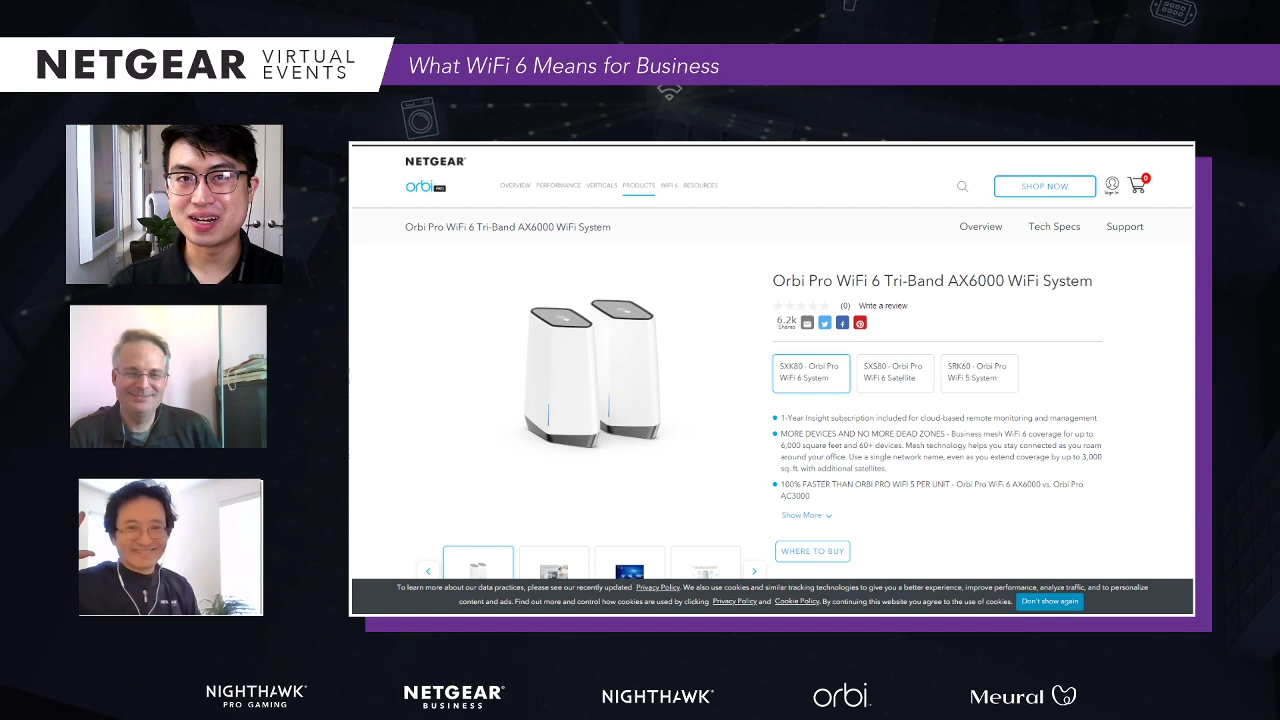 NETGEAR VIRTUAL EVENTS
What WiFi 6 Means for Business
NETGEAR
orbi PRO
OVERVIEW PERFORMANCE VERTICALS PRODUCTS WIFI 6 RESOURCES
SHOP NOW
Sign In
0
Orbi Pro WiFi 6 Tri-Band AX6000 WiFi System
Overview Tech Specs Support
Orbi Pro WiFi 6 Tri-Band AX6000 WiFi System
(0) Write a review
6.2k
Shares
SXK80 - Orbi Pro
WiFi 6 System
SXS80 - Orbi Pro
WiFi 6 Satellite
SRK60 - Orbi Pro
WiFi 5 System
1-Year Insight subscription included for cloud-based remote monitoring and management
MORE DEVICES AND NO MORE DEAD ZONES - Business mesh WiFi 6 coverage for up to
6,000 square feet and 60+ devices. Mesh technology helps you stay connected as you roam
around your office. Use a single network name, even as you extend coverage by up to 3,000
sq. ft. with additional satellites.
100% FASTER THAN ORBI PRO WIFI 5 PER UNIT - Orbi Pro WiFi 6 AX6000 vs. Orbi Pro
AC3000
Show More
WHERE TO BUY
To learn more about our data practices, please see our recently updated Privacy Policy. We also use cookies and similar tracking technologies to give you a better experience, improve performance, analyze traffic, and to personalize
content and ads. Find out more and control how cookies are used by clicking Privacy Policy and Cookie Policy. By continuing this website you agree to the use of cookies. Don't show again
NIGHTHAWK
PRO GAMING
NETGEAR
BUSINESS
NIGHTHAWK
orbi
Meural